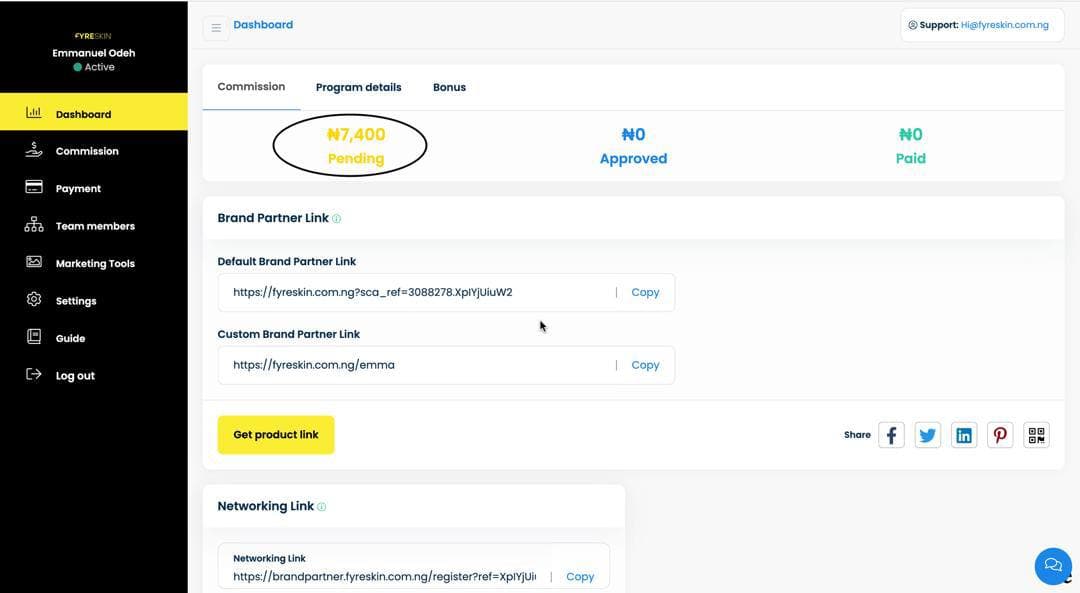 FYRESKIN
Emmanuel Odeh
Active
Dashboard
Commission
Payment
Team members
Marketing Tools
Settings
Guide
Log out
Dashboard
Support: Hi@fyreskin.com.ng
Commission Program details Bonus
₦7,400 ₦0 ₦0
Pending Approved Paid
Brand Partner Link
Default Brand Partner Link
https://fyreskin.com.ng?sca_ref=3088278.XpIYjUiuW2 | Copy
Custom Brand Partner Link
https://fyreskin.com.ng/emma | Copy
Get product link
Share
Networking Link
Networking Link
https://brandpartner.fyreskin.com.ng/register?ref=XpIYjUi | Copy